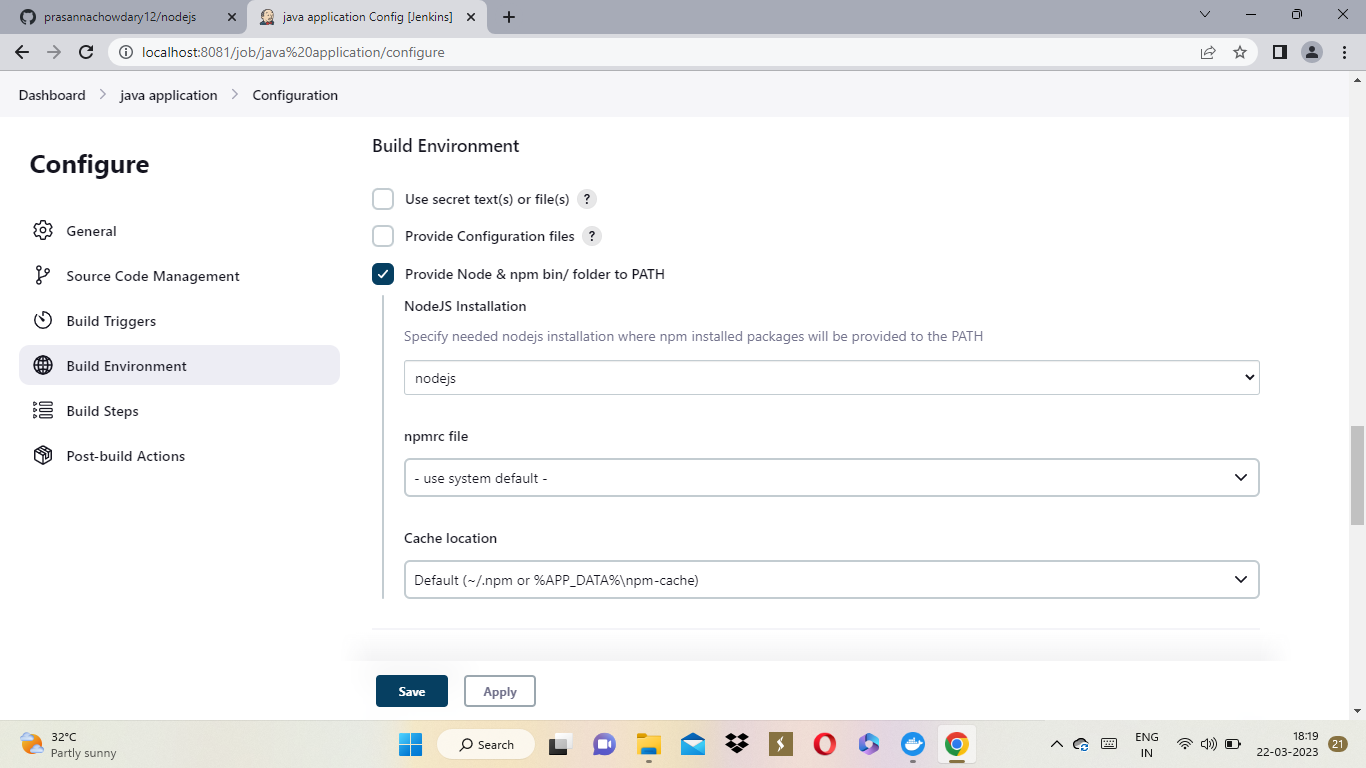 prasannachowdary12/nodejs
java application Config [Jenkins]
localhost:8081/job/java%20application/configure
Dashboard > java application > Configuration
Configure
General
Source Code Management
Build Triggers
Build Environment
Build Steps
Post-build Actions
Build Environment
Use secret text(s) or file(s) ?
Provide Configuration files ?
Provide Node & npm bin/ folder to PATH
NodeJS Installation
Specify needed nodejs installation where npm installed packages will be provided to the PATH
nodejs
npmrc file
- use system default -
Cache location
Default (~/.npm or %APP_DATA%\npm-cache)
Save
Apply
32°C
Partly sunny
Search
ENG
IN
18:19
22-03-2023
21